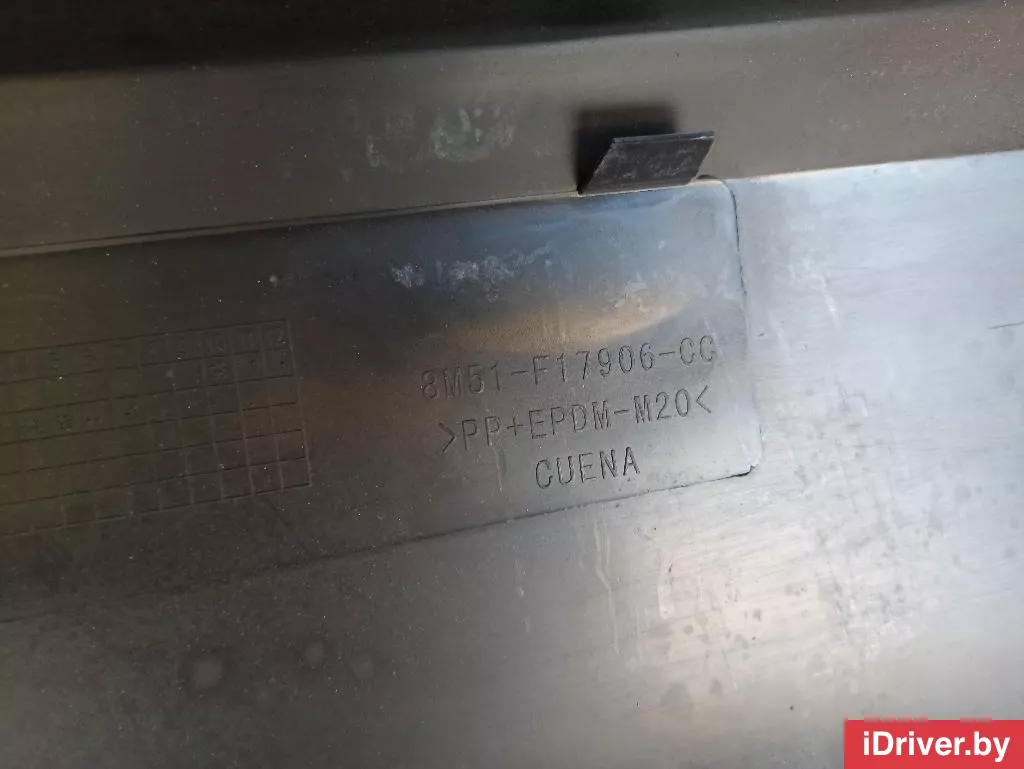 8M51-F17906-CC
>PP+EPDM-M20<
CUENA
iDriver.by